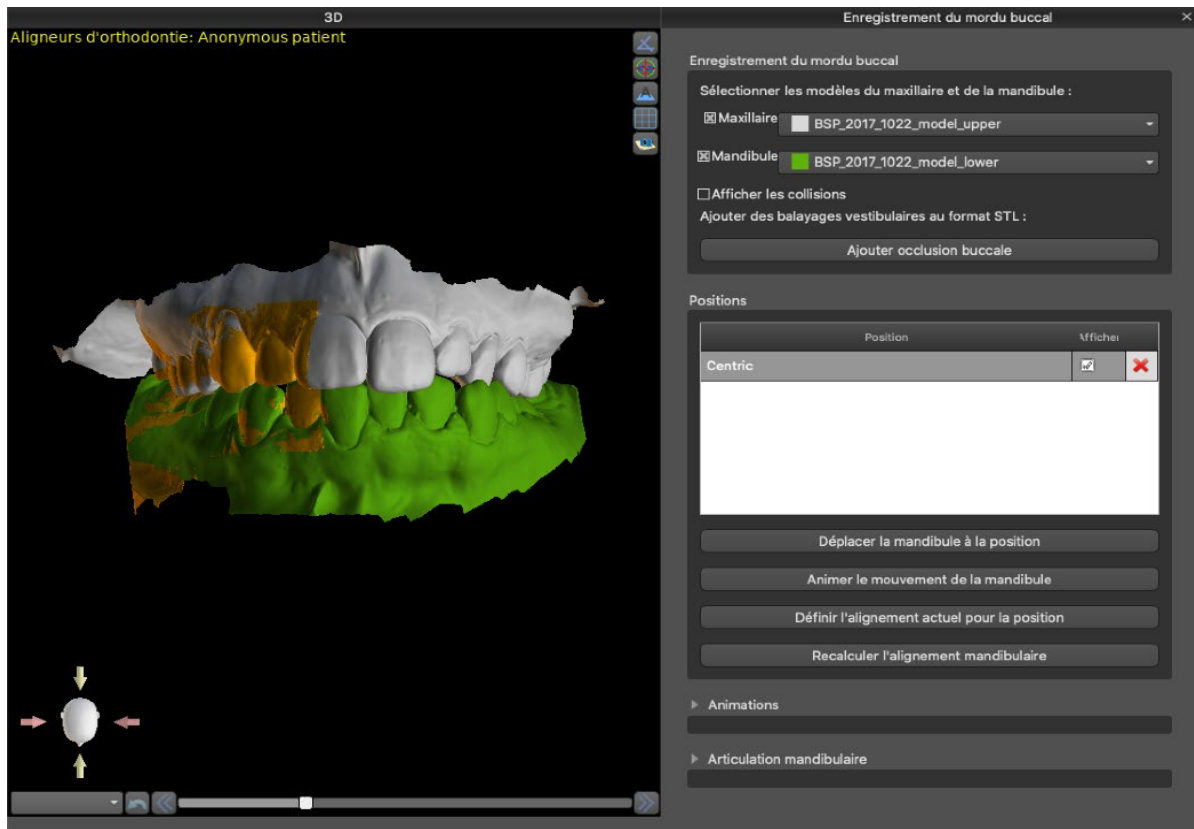 3D
Enregistrement du mordu buccal
Aligneurs d'orthodontie: Anonymous patient
Enregistrement du mordu buccal
Sélectionner les modèles du maxillaire et de la mandibule :
Maxillaire
BSP_2017_1022_model_upper
Mandibule
BSP_2017_1022_model_lower
Afficher les collisions
Ajouter des balayages vestibulaires au format STL :
Ajouter occlusion buccale
Positions
Position
Centric
Déplacer la mandibule à la position
Animer le mouvement de la mandibule
Définir l'alignement actuel pour la position
Recalculer l'alignement mandibulaire
Animations
Articulation mandibulaire